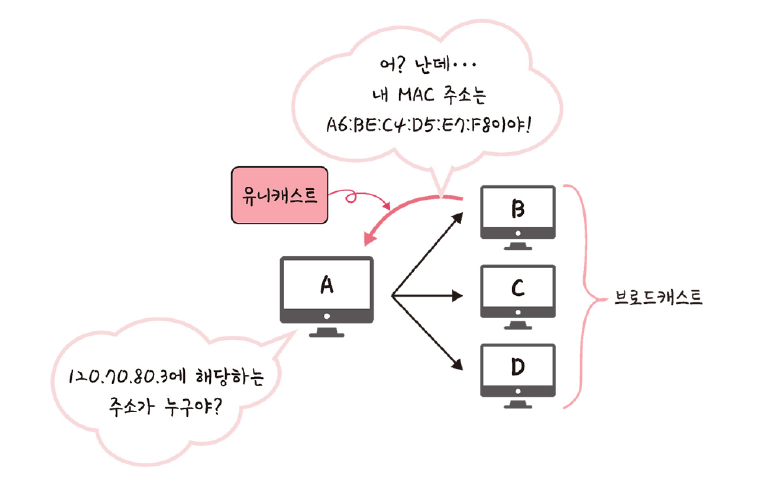 어? 난데···
내 MAC 주소는
A6:BE:C4:D5:E7:F8이야!
유니캐스트
B
A
C
브로드캐스트
D
120.70.80.3에 해당하는
주소가 누구야?